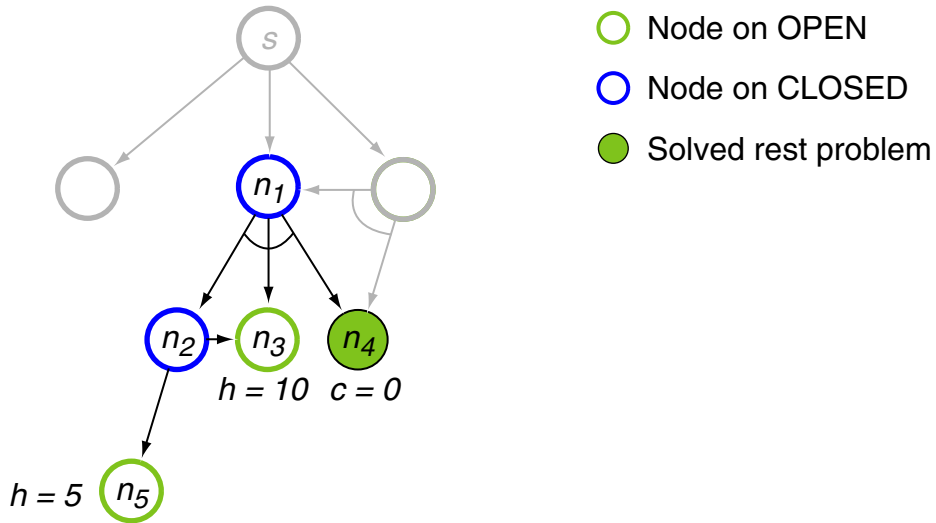 s
Node on OPEN
Node on CLOSED
Solved rest problem
n1
n2
n3
n4
h = 10
c = 0
h = 5
n5